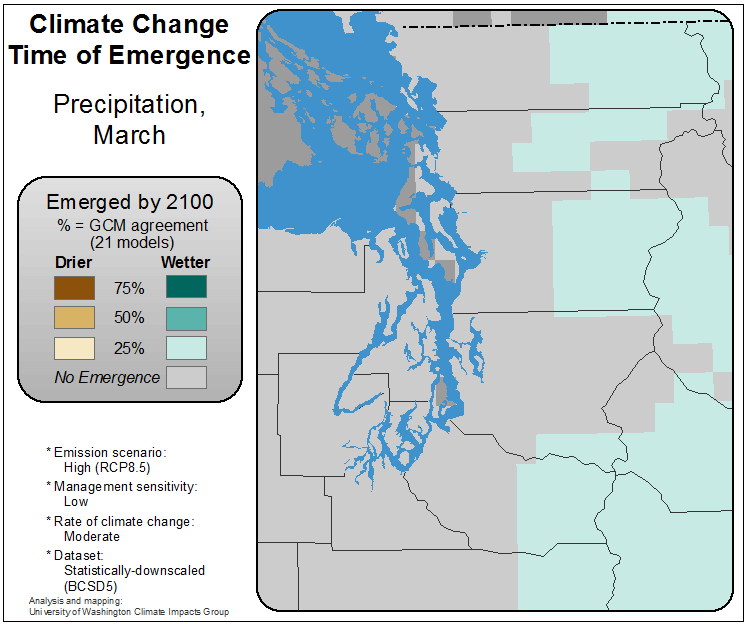 Climate Change
Time of Emergence
Precipitation,
March
Emerged by 2100
% = GCM agreement
(21 models)
Drier Wetter
75%
50%
25%
No Emergence
* Emission scenario:
High (RCP8.5)
* Management sensitivity:
Low
* Rate of climate change:
Moderate
* Dataset:
Statistically-downscaled
(BCSD5)
Analysis and mapping:
University of Washington Climate Impacts Group